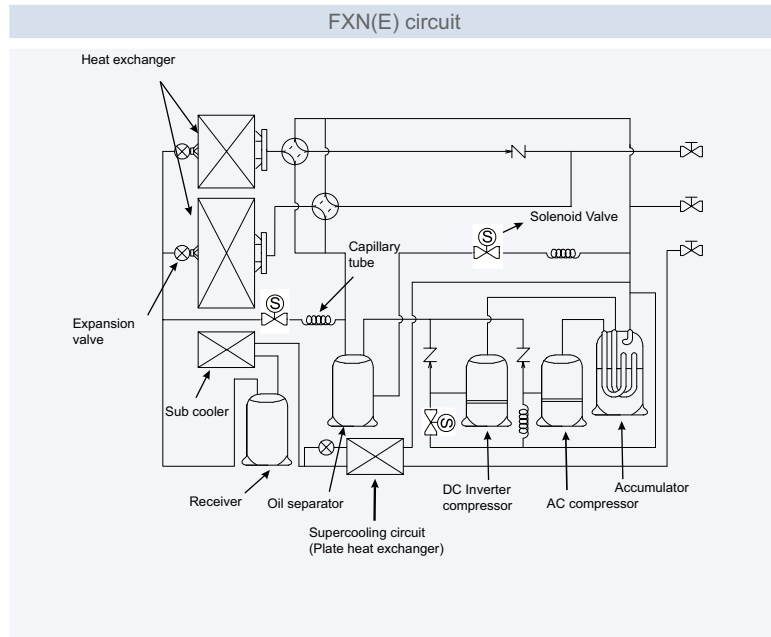 FXN(E) circuit
Heat exchanger
Solenoid Valve
Capillary
tube
S
S
Expansion
valve
Sub cooler
S
Receiver
Oil separator
DC Inverter
compressor
AC compressor
Accumulator
Supercooling circuit
(Plate heat exchanger)